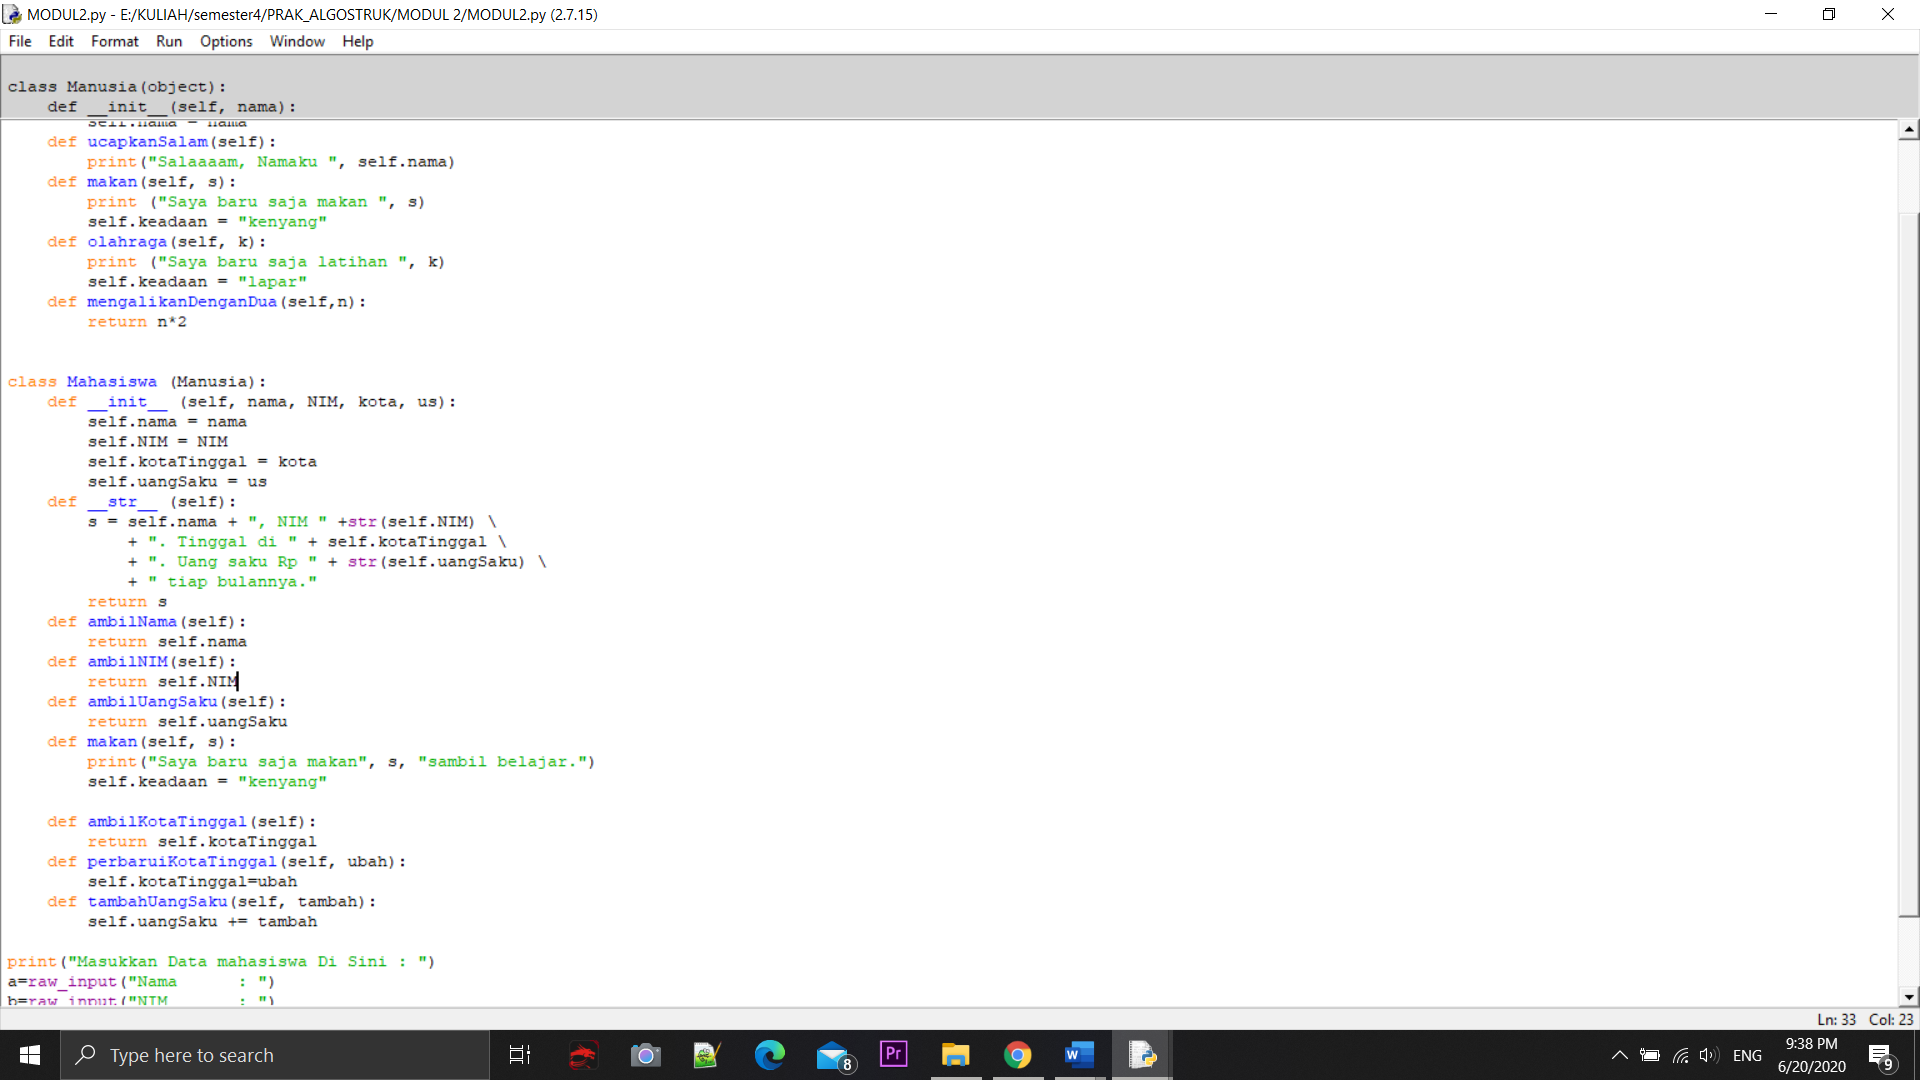 MODUL2.py - E:/KULIAH/semester4/PRAK_ALGOSTRUK/MODUL 2/MODUL2.py (2.7.15)
File Edit Format Run Options Window Help
class Manusia(object):
    def __init__(self, nama):
        self.nama = nama
    def ucapkanSalam(self):
        print("Salaaaam, Namaku ", self.nama)
    def makan(self, s):
        print ("Saya baru saja makan ", s)
        self.keadaan = "kenyang"
    def olahraga(self, k):
        print ("Saya baru saja latihan ", k)
        self.keadaan = "lapar"
    def mengalikanDenganDua(self,n):
        return n*2
class Mahasiswa (Manusia):
    def __init__ (self, nama, NIM, kota, us):
        self.nama = nama
        self.NIM = NIM
        self.kotaTinggal = kota
        self.uangSaku = us
    def __str__ (self):
        s = self.nama + ", NIM " +str(self.NIM) \
            + ". Tinggal di " + self.kotaTinggal \
            + ". Uang saku Rp " + str(self.uangSaku) \
            + " tiap bulannya."
        return s
    def ambilNama(self):
        return self.nama
    def ambilNIM(self):
        return self.NIM
    def ambilUangSaku(self):
        return self.uangSaku
    def makan(self, s):
        print("Saya baru saja makan", s, "sambil belajar.")
        self.keadaan = "kenyang"
    def ambilKotaTinggal(self):
        return self.kotaTinggal
    def perbaruiKotaTinggal(self, ubah):
        self.kotaTinggal=ubah
    def tambahUangSaku(self, tambah):
        self.uangSaku += tambah
print("Masukkan Data mahasiswa Di Sini : ")
a=raw_input("Nama      : ")
b=raw_input("NIM       : ")
Ln: 33 Col: 23
Type here to search
8
Pr
W
ENG
9:38 PM
6/20/2020
9